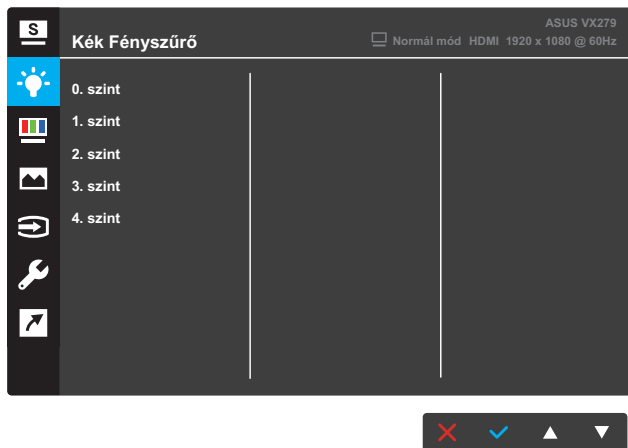 S
ASUS VX279
Kék Fényszűrő
Normál mód HDMI 1920 x 1080 @ 60Hz
0. szint
1. szint
2. szint
3. szint
4. szint